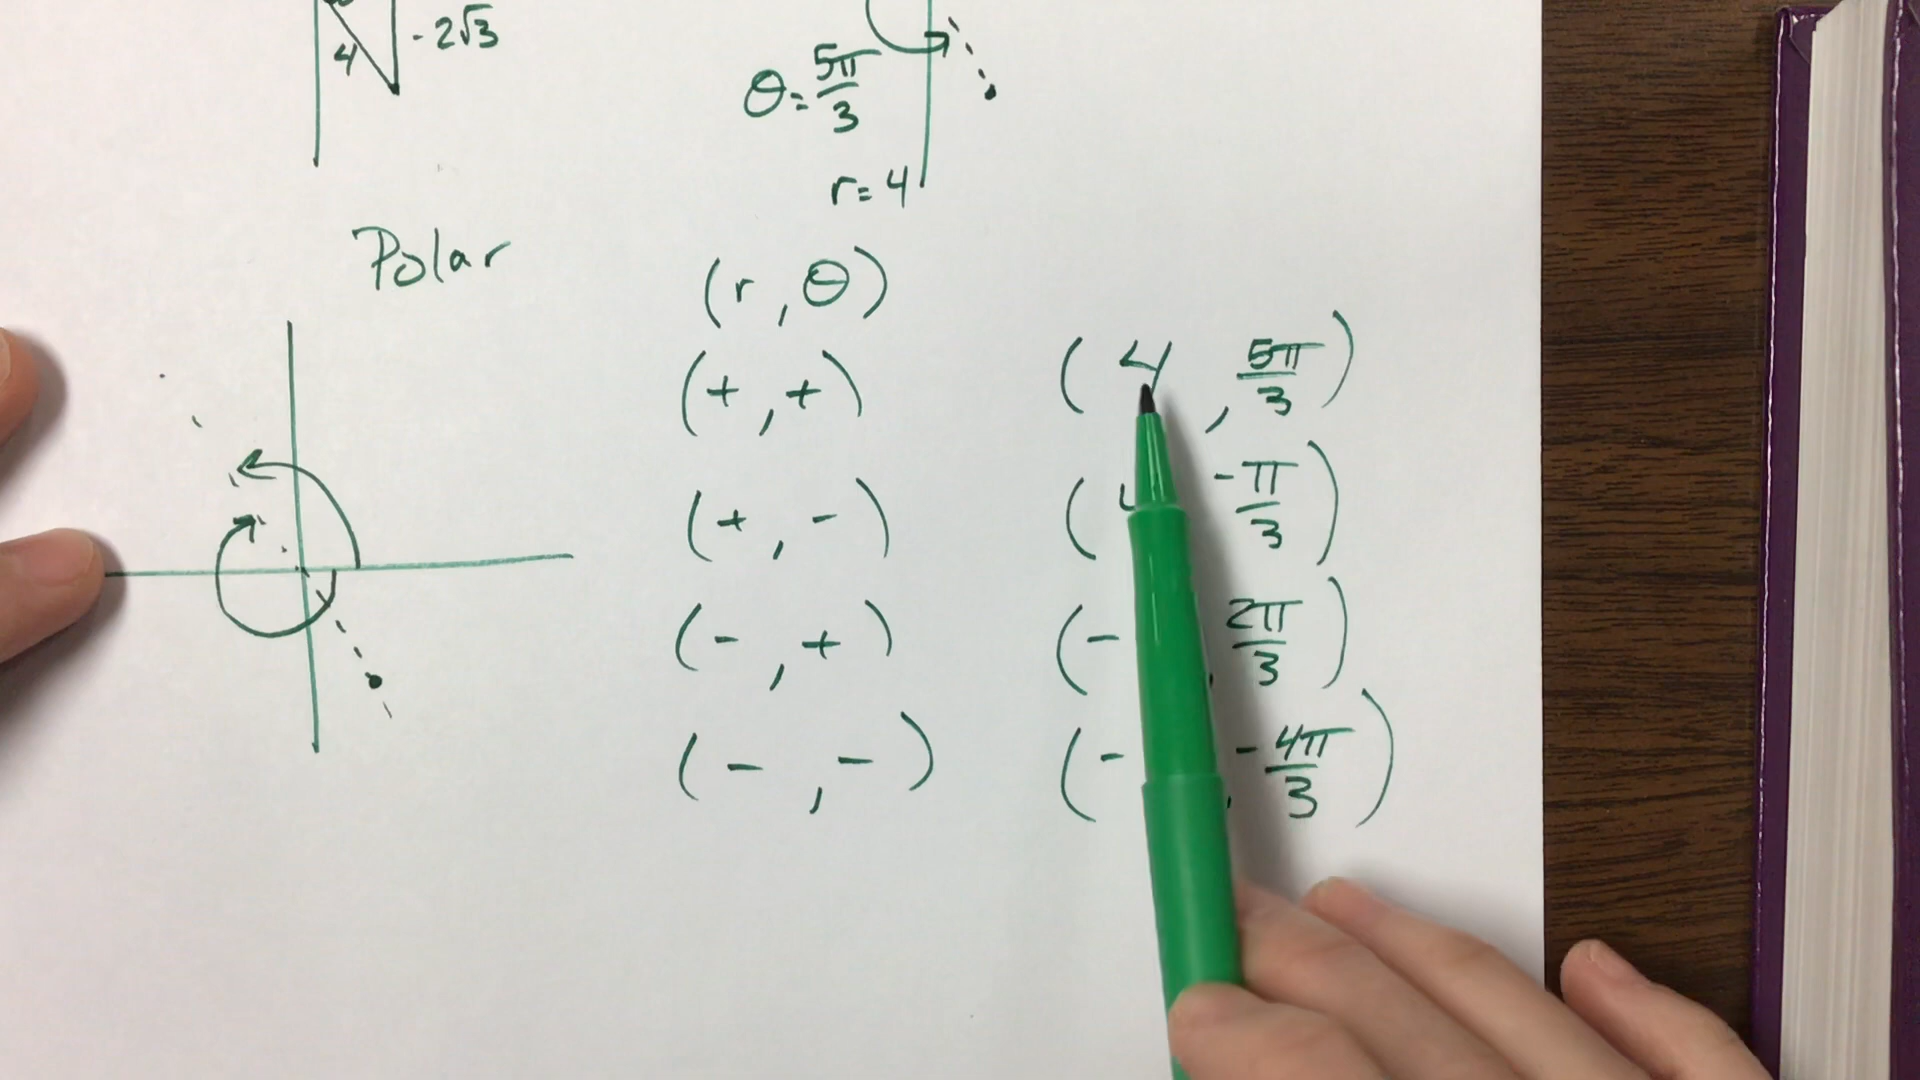 4 - 2√3
θ = 5π/3
r = 4
Polar
(r, θ)
(+, +) (4, 5π/3)
(+, -) ( -π/3)
(-, +) (- , 2π/3)
(-, -) (- , -4π/3)